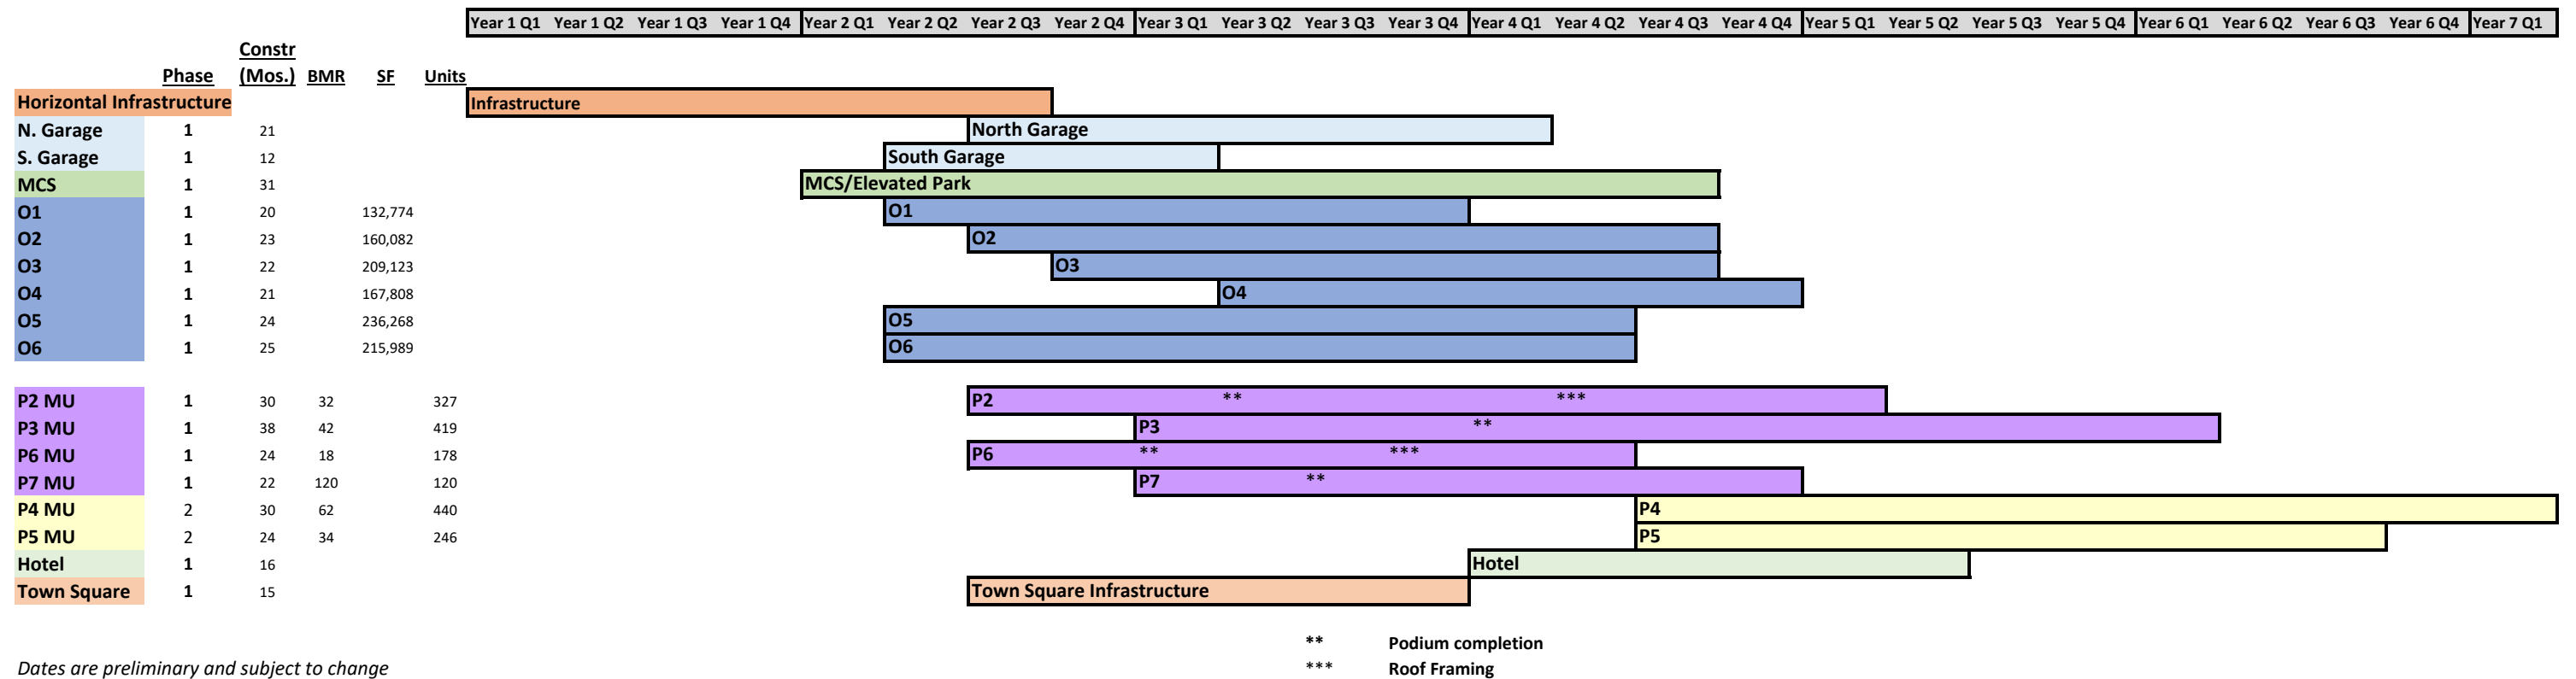 Year 1 Q1 Year 1 Q2 Year 1 Q3 Year 1 Q4 Year 2 Q1 Year 2 Q2 Year 2 Q3 Year 2 Q4 Year 3 Q1 Year 3 Q2 Year 3 Q3 Year 3 Q4 Year 4 Q1 Year 4 Q2 Year 4 Q3 Year 4 Q4 Year 5 Q1 Year 5 Q2 Year 5 Q3 Year 5 Q4 Year 6 Q1 Year 6 Q2 Year 6 Q3 Year 6 Q4 Year 7 Q1
Constr
Phase (Mos.) BMR SF Units
Horizontal Infrastructure Infrastructure
N. Garage 1 21 North Garage
S. Garage 1 12 South Garage
MCS 1 31 MCS/Elevated Park
O1 1 20 132,774 O1
O2 1 23 160,082 O2
O3 1 22 209,123 O3
O4 1 21 167,808 O4
O5 1 24 236,268 O5
O6 1 25 215,989 O6
P2 MU 1 30 32 327 P2 ** ***
P3 MU 1 38 42 419 P3 **
P6 MU 1 24 18 178 P6 ** ***
P7 MU 1 22 120 120 P7 **
P4 MU 2 30 62 440 P4
P5 MU 2 24 34 246 P5
Hotel 1 16 Hotel
Town Square 1 15 Town Square Infrastructure
** Podium completion
Dates are preliminary and subject to change *** Roof Framing